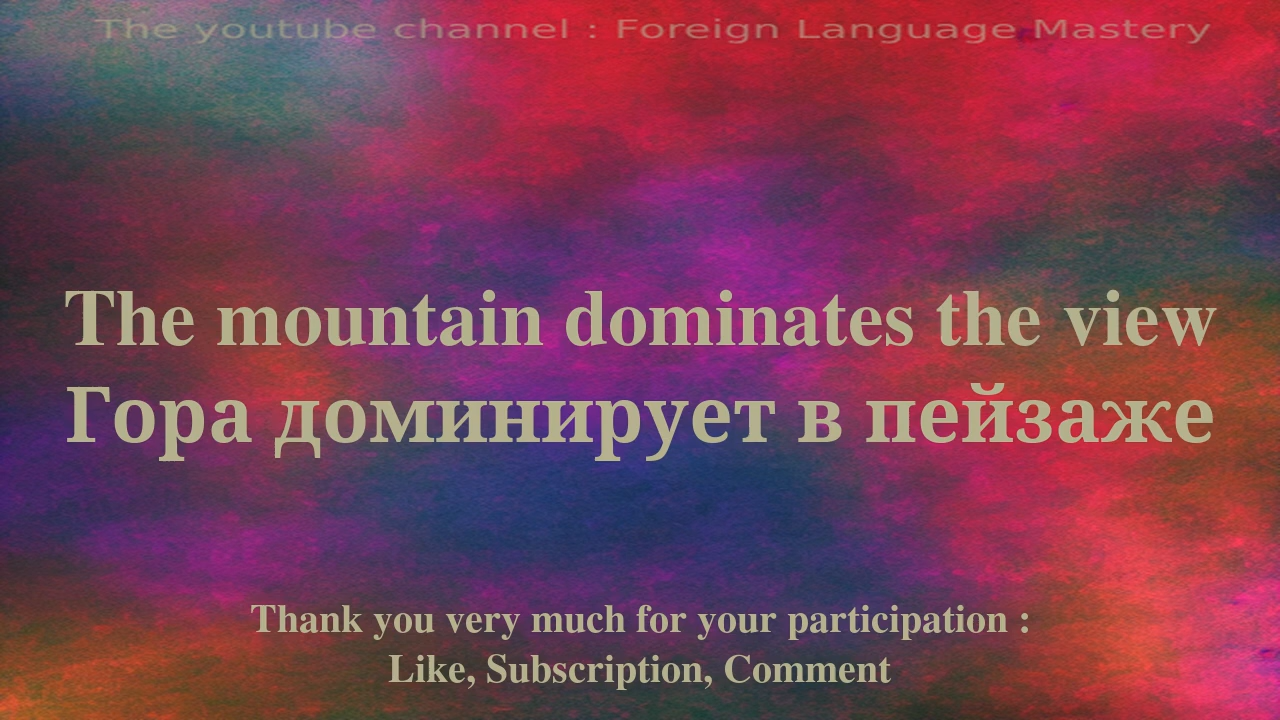 The youtube channel : Foreign Language Mastery
The mountain dominates the view
Гора доминирует в пейзаже
Thank you very much for your participation :
Like, Subscription, Comment